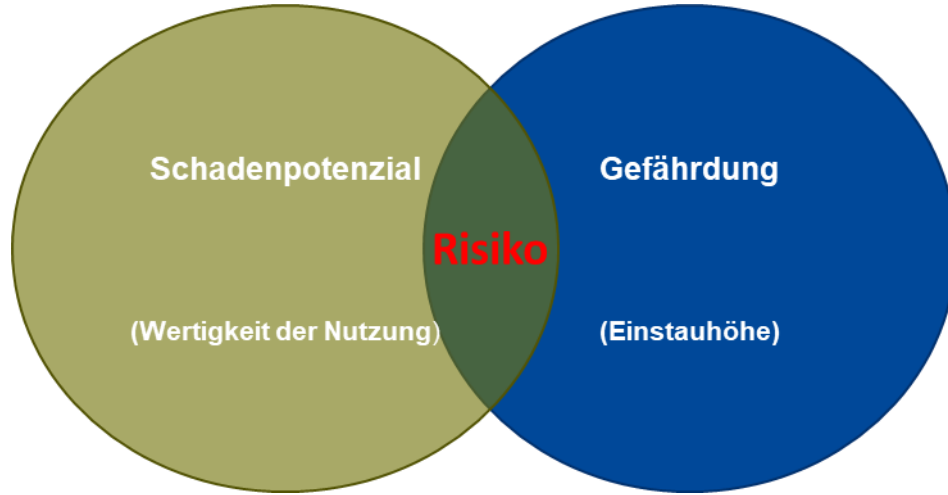 Schadenpotenzial
Gefährdung
Risiko
(Wertigkeit der Nutzung)
(Einstauhöhe)